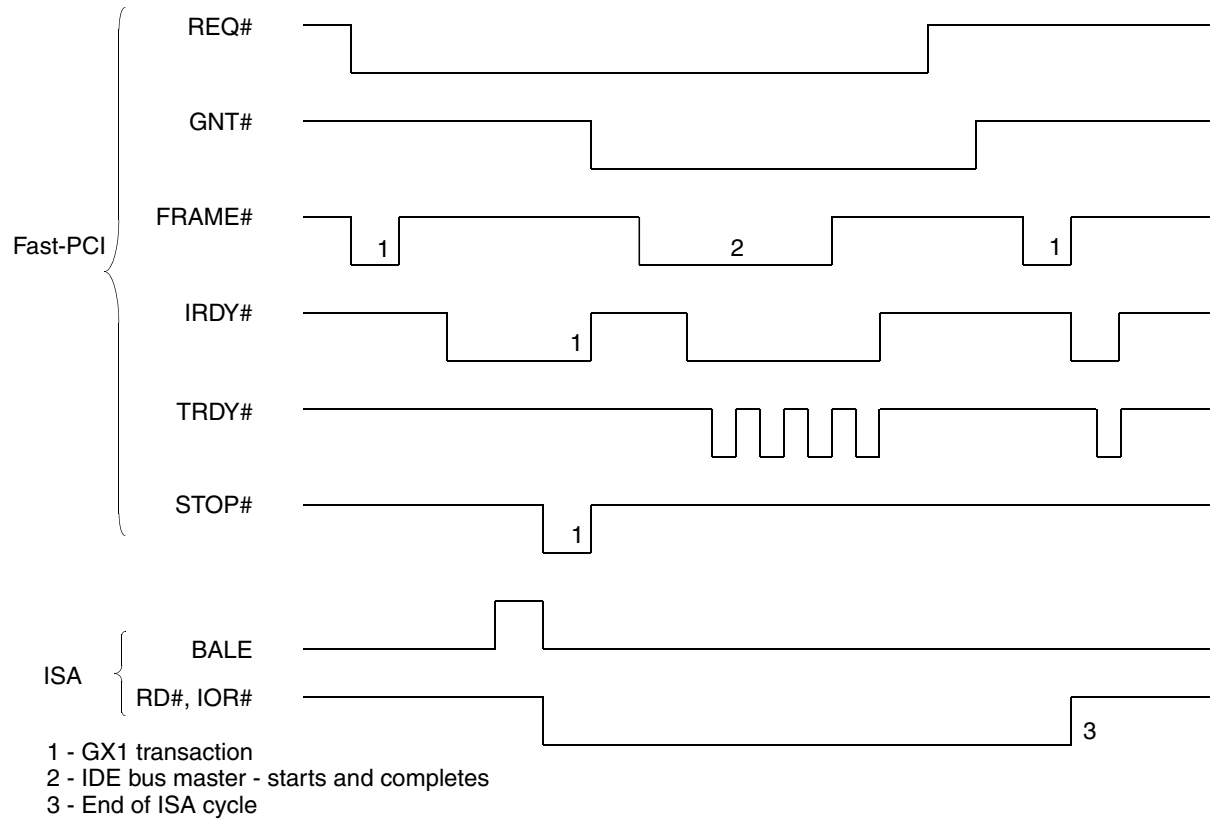 Fast-PCI
REQ#
GNT#
FRAME#
1
2
1
IRDY#
1
TRDY#
STOP#
1
ISA
BALE
RD#, IOR#
3
1 - GX1 transaction
2 - IDE bus master - starts and completes
3 - End of ISA cycle